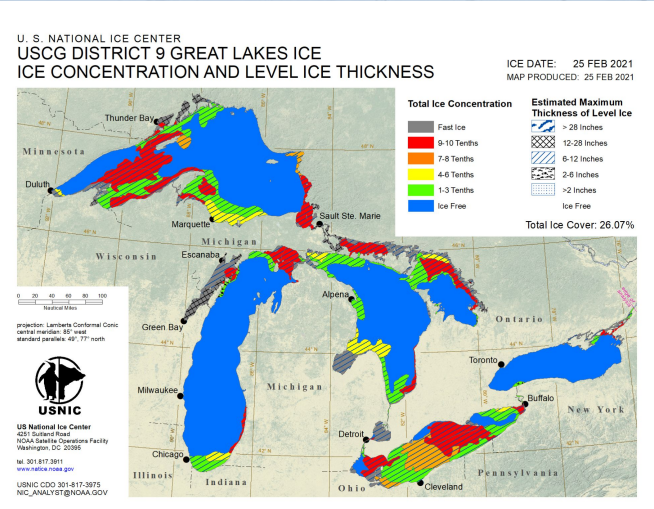 U. S. NATIONAL ICE CENTER
USCG DISTRICT 9 GREAT LAKES ICE
ICE CONCENTRATION AND LEVEL ICE THICKNESS
ICE DATE: 25 FEB 2021
MAP PRODUCED: 25 FEB 2021
Total Ice Concentration
Fast Ice
9-10 Tenths
7-8 Tenths
4-6 Tenths
1-3 Tenths
Ice Free
Estimated Maximum
Thickness of Level Ice
> 28 Inches
12-28 Inches
6-12 Inches
2-6 Inches
>2 Inches
Ice Free
Total Ice Cover: 26.07%
Thunder Bay
Minnesota
Duluth
Marquette
Sault Ste. Marie
Michigan
Wisconsin
Escanaba
Alpena
Ontario
Green Bay
Toronto
Milwaukee
Michigan
Buffalo
New York
Detroit
Chicago
Illinois
Indiana
Ohio
Cleveland
Pennsylvania
0 20 40 60 80 100
Nautical Miles
projection: Lamberts Conformal Conic
central meridian: 85° west
standard parallels: 49°, 77° north
USNIC
US National Ice Center
4251 Suitland Road
NOAA Satellite Operations Facility
Washington, DC 20395
tel. 301.817.3911
www.natice.noaa.gov
USNIC CDO 301-817-3975
NIC_ANALYST@NOAA.GOV